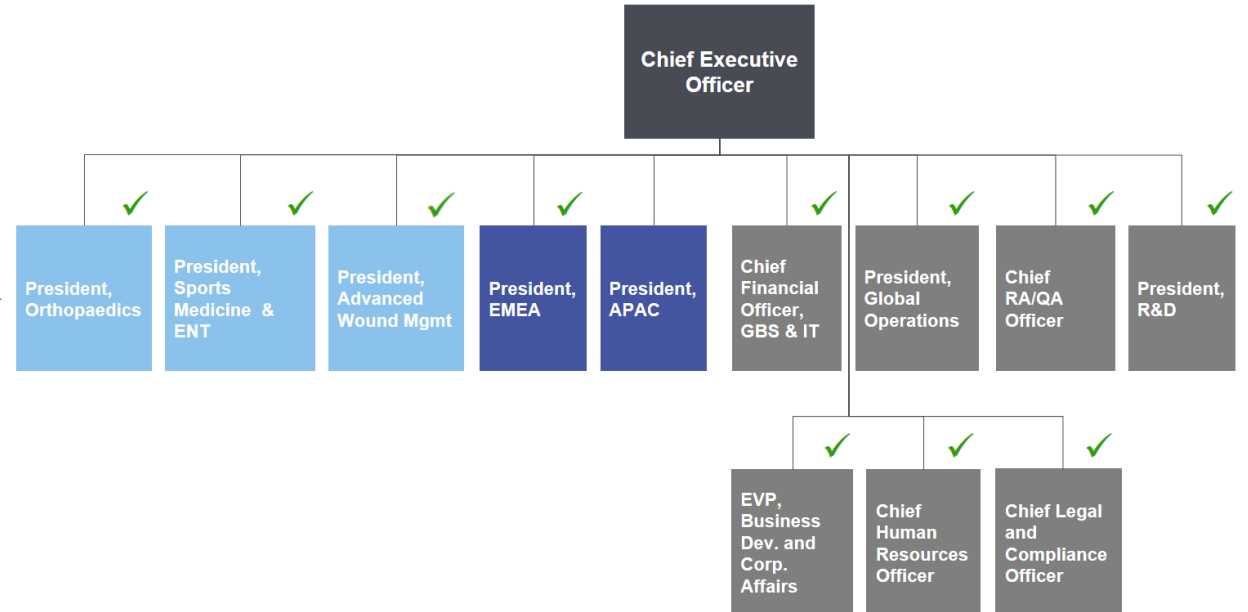 Chief Executive
Officer
President,
Orthopaedics
President,
Sports
Medicine &
ENT
President,
Advanced
Wound Mgmt
President,
EMEA
President,
APAC
Chief
Financial
Officer,
GBS & IT
President,
Global
Operations
Chief
RA/QA
Officer
President,
R&D
EVP,
Business
Dev. and
Corp.
Affairs
Chief
Human
Resources
Officer
Chief Legal
and
Compliance
Officer